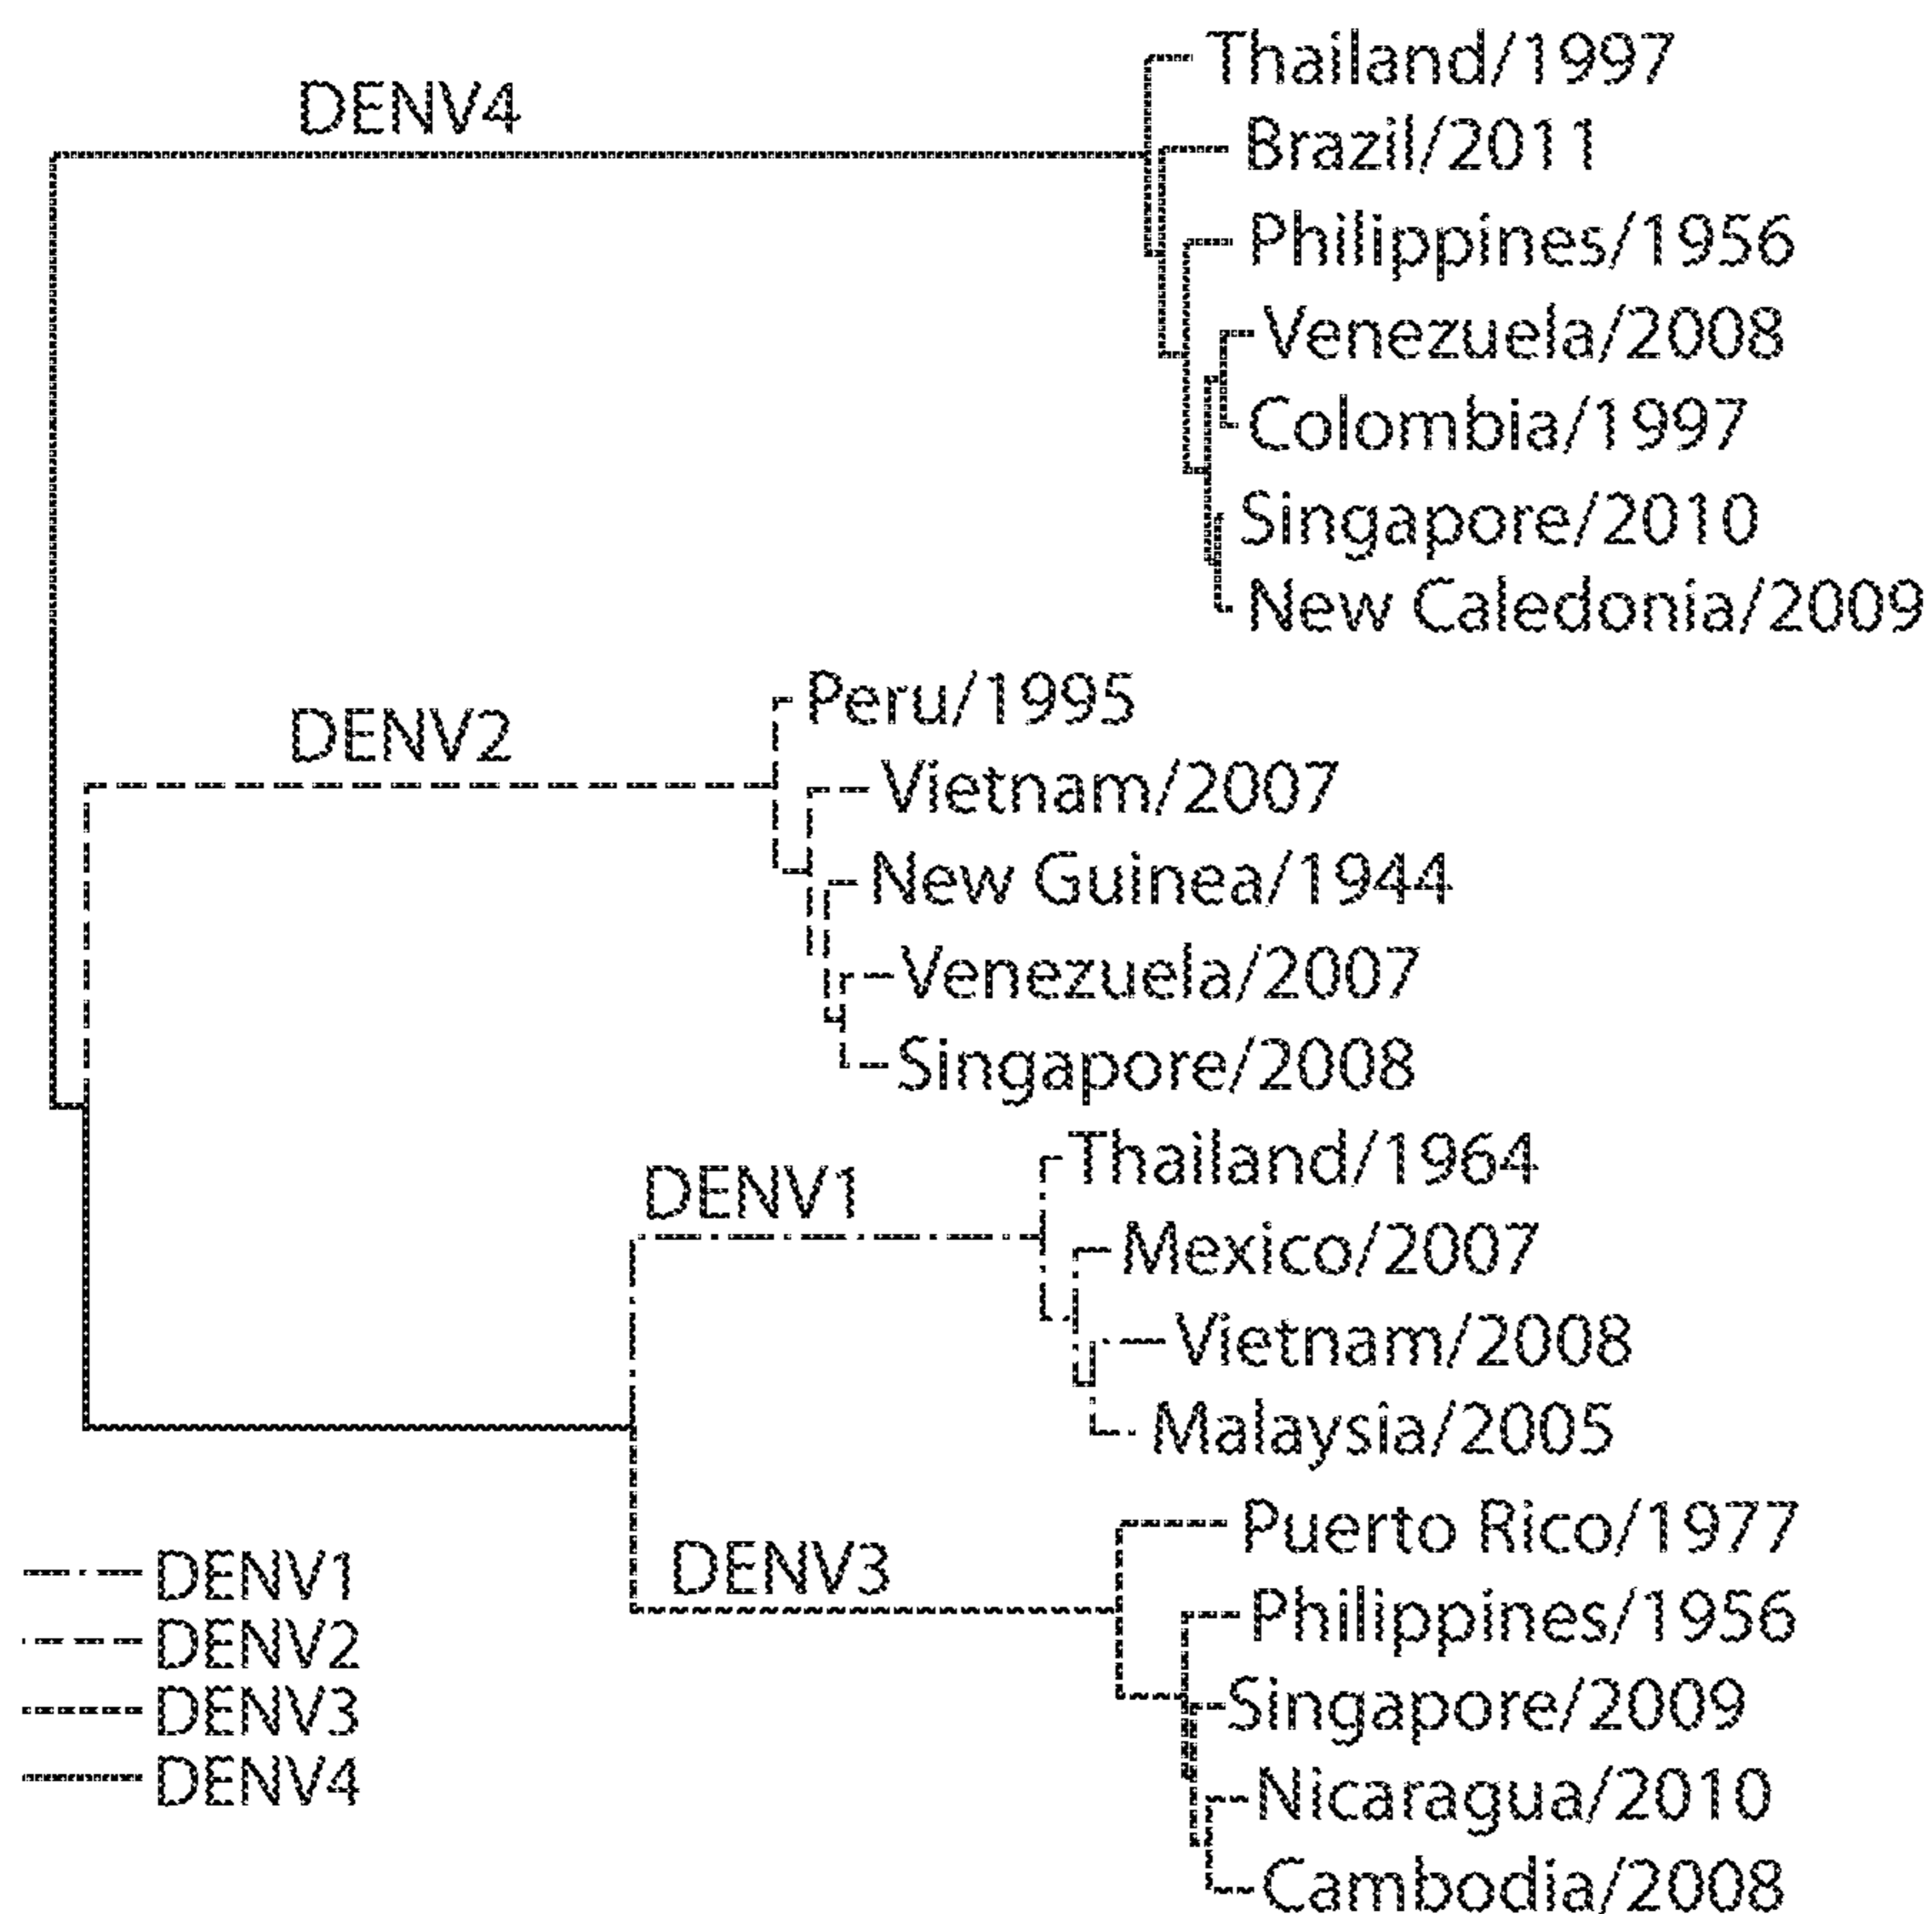 Thailand/1997
DENV4
Brazil/2011
Philippines/1956
Venezuela/2008
Colombia/1997
Singapore/2010
New Caledonia/2009
Peru/1995
DENV2
Vietnam/2007
New Guinea/1944
Venezuela/2007
Singapore/2008
Thailand/1964
DENV1
Mexico/2007
Vietnam/2008
Malaysia/2005
Puerto Rico/1977
DENV3
Philippines/1956
Singapore/2009
Nicaragua/2010
Cambodia/2008
DENV1
DENV2
DENV3
DENV4